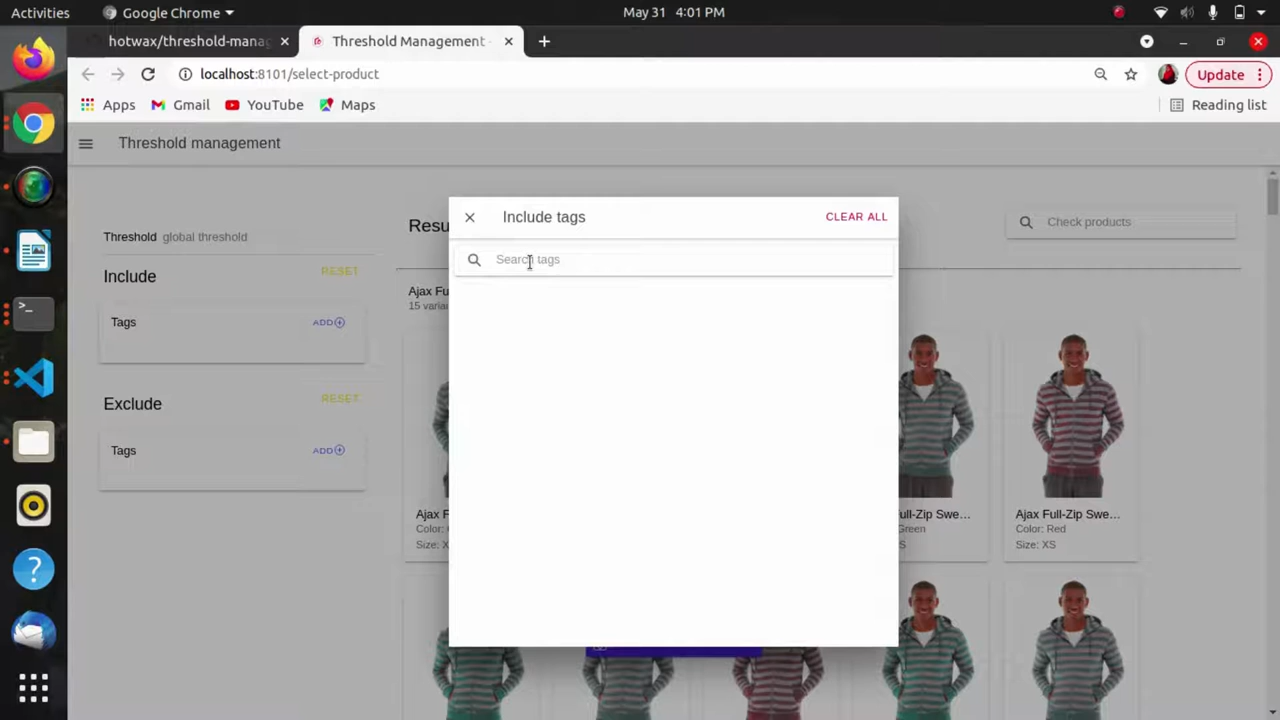 Activities
Google Chrome
May 31 4:01 PM
hotwax/threshold-mana
Threshold Management
localhost:8101/select-product
Update
Apps
Gmail
YouTube
Maps
Reading list
Threshold management
Include tags
CLEAR ALL
Search tags
Threshold global threshold
Resu
Check products
Include
RESET
Ajax Fu
15 varia
Tags
ADD
Exclude
RESET
Tags
ADD
Ajax F
ull-Zip Swe...
Ajax Full-Zip Swe...
Color:
Green
Color: Red
Size: X
S
Size: XS